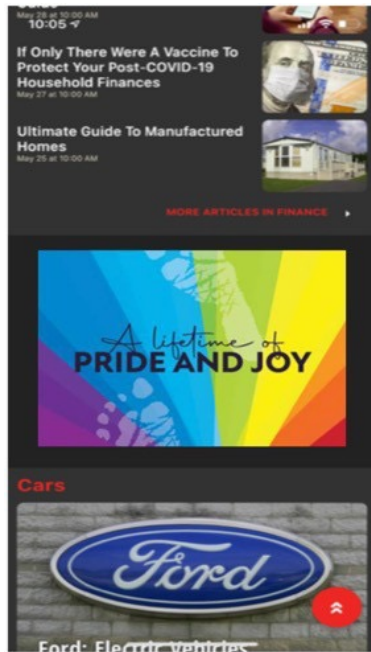 May 28 at 10:00 AM
10:05
If Only There Were A Vaccine To
Protect Your Post-COVID-19
Household Finances
May 27 at 10:00 AM
Ultimate Guide To Manufactured
Homes
May 25 at 10:00 AM
MORE ARTICLES IN FINANCE
A lifetime of
PRIDE AND JOY
Cars
Ford
Ford: Electric Vehicles